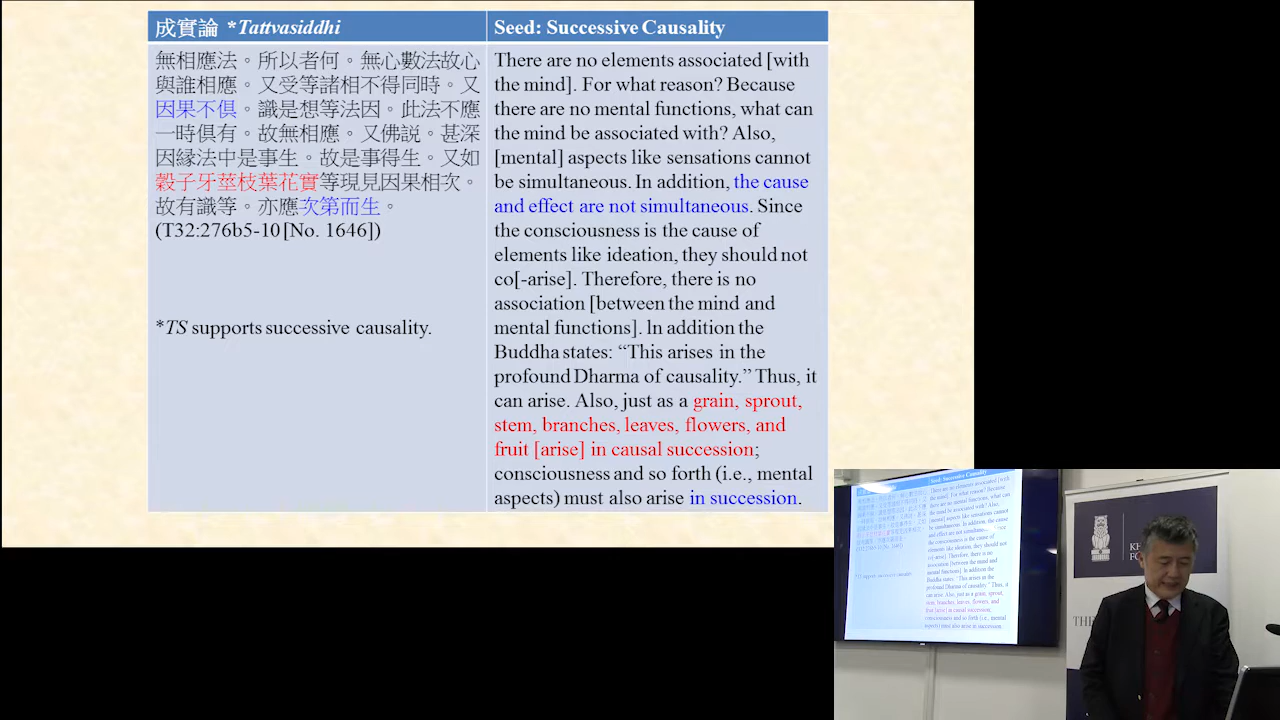 成實論 *Tattvasiddhi
無相應法。所以者何。無心數法故心
與誰相應。又受等諸相不得同時。又
因果不俱。識是想等法因。此法不應
一時俱有。故無相應。又佛説。甚深
因緣法中是事生。故是事得生。又如
穀子牙莖枝葉花實等現見因果相次。
故有識等。亦應次第而生。
(T32:276b5-10 [No. 1646])
*TS supports successive causality.
Seed: Successive Causality
There are no elements associated [with
the mind]. For what reason? Because
there are no mental functions, what can
the mind be associated with? Also,
[mental] aspects like sensations cannot
be simultaneous. In addition, the cause
and effect are not simultaneous. Since
the consciousness is the cause of
elements like ideation, they should not
co[-arise]. Therefore, there is no
association [between the mind and
mental functions]. ln addition the
Buddha states: “This arises in the
profound Dharma of causality.” Thus, it
can arise. Also, just as a grain, sprout,
stem, branches, leaves, flowers, and
fruit [arise] in causal succession;
consciousness and so forth (i.e., mental
aspects) must also arise in succession.